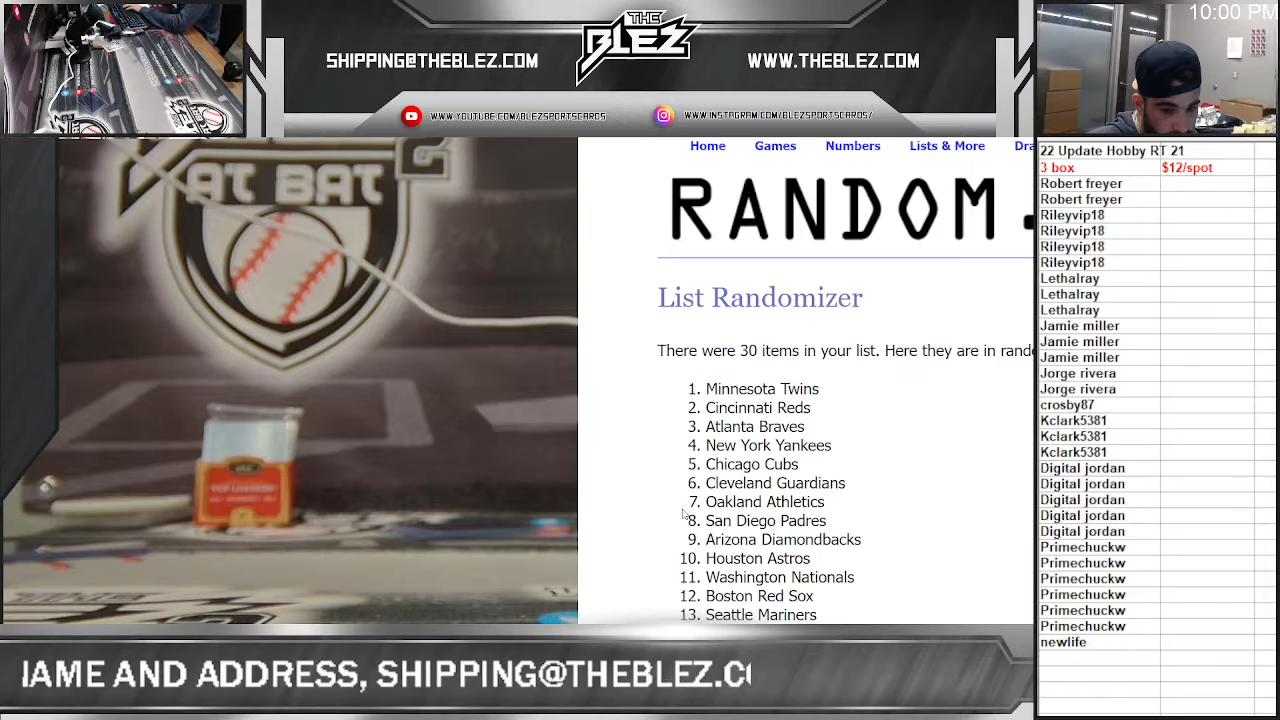 10:00 PM
THE
BLEZ
SHIPPING@THEBLEZ.COM
WWW.THEBLEZ.COM
WWW.YOUTUBE.COM/BLEZSPORTSCARDS
WWW.INSTAGRAM.COM/BLEZSPORTSCARDS/
AT BAT
Home Games Numbers Lists & More Dra
RANDOM.
List Randomizer
There were 30 items in your list. Here they are in rando
1. Minnesota Twins
2. Cincinnati Reds
3. Atlanta Braves
4. New York Yankees
5. Chicago Cubs
6. Cleveland Guardians
7. Oakland Athletics
8. San Diego Padres
9. Arizona Diamondbacks
10. Houston Astros
11. Washington Nationals
12. Boston Red Sox
13. Seattle Mariners
22 Update Hobby RT 21
3 box $12/spot
Robert freyer
Robert freyer
Rileyvip18
Rileyvip18
Rileyvip18
Rileyvip18
Lethalray
Lethalray
Lethalray
Jamie miller
Jamie miller
Jamie miller
Jorge rivera
Jorge rivera
crosby87
Kclark5381
Kclark5381
Kclark5381
Digital jordan
Digital jordan
Digital jordan
Digital jordan
Digital jordan
Primechuckw
Primechuckw
Primechuckw
Primechuckw
Primechuckw
Primechuckw
newlife
NAME AND ADDRESS, SHIPPING@THEBLEZ.CO